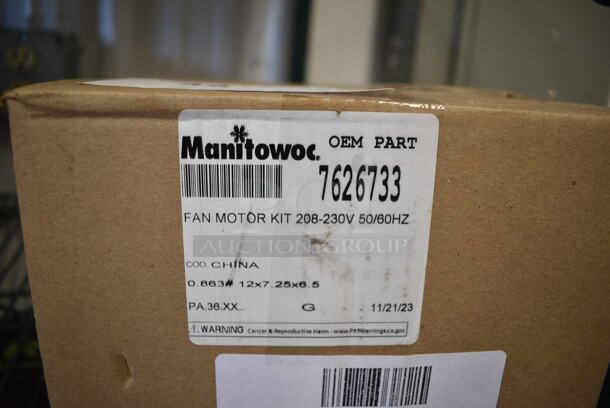 Manitowoc. OEM PART
7626733
FAN MOTOR KIT 208-230V 50/60HZ
AUCTION GROUP
COO: CHINA
0.863# 12x7.25x6.5
PA.36.XX.. G 11/21/23
WARNING Cancer & Reproductive Harm - www.P65Warnings.ca.gov